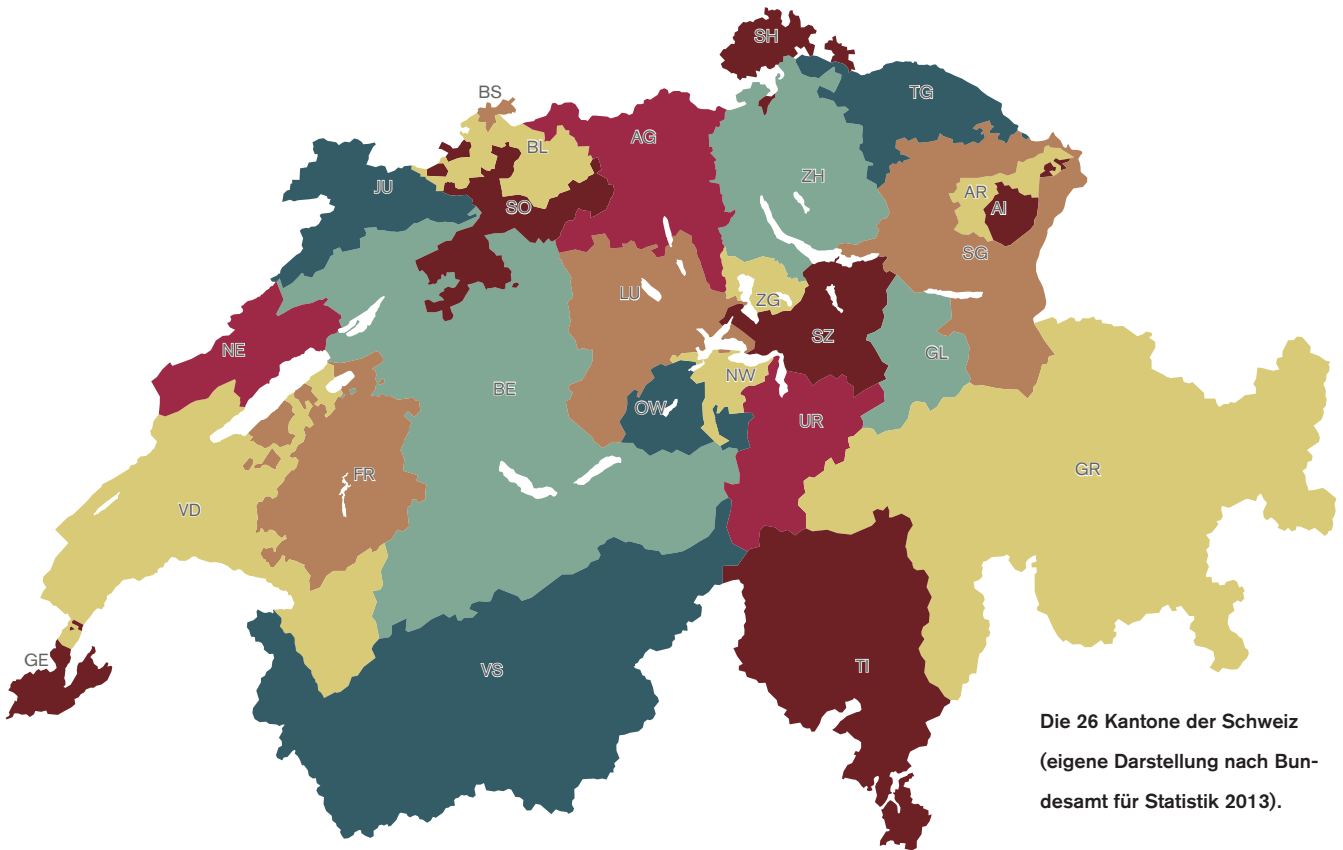 SH
BS
TG
AG
BL
ZH
JU
SO
AR
AI
SG
LU
ZG
SZ
NE
GL
NW
BE
OW
UR
FR
GR
VD
GE
VS
TI
Die 26 Kantone der Schweiz
(eigene Darstellung nach Bun-
desamt für Statistik 2013).